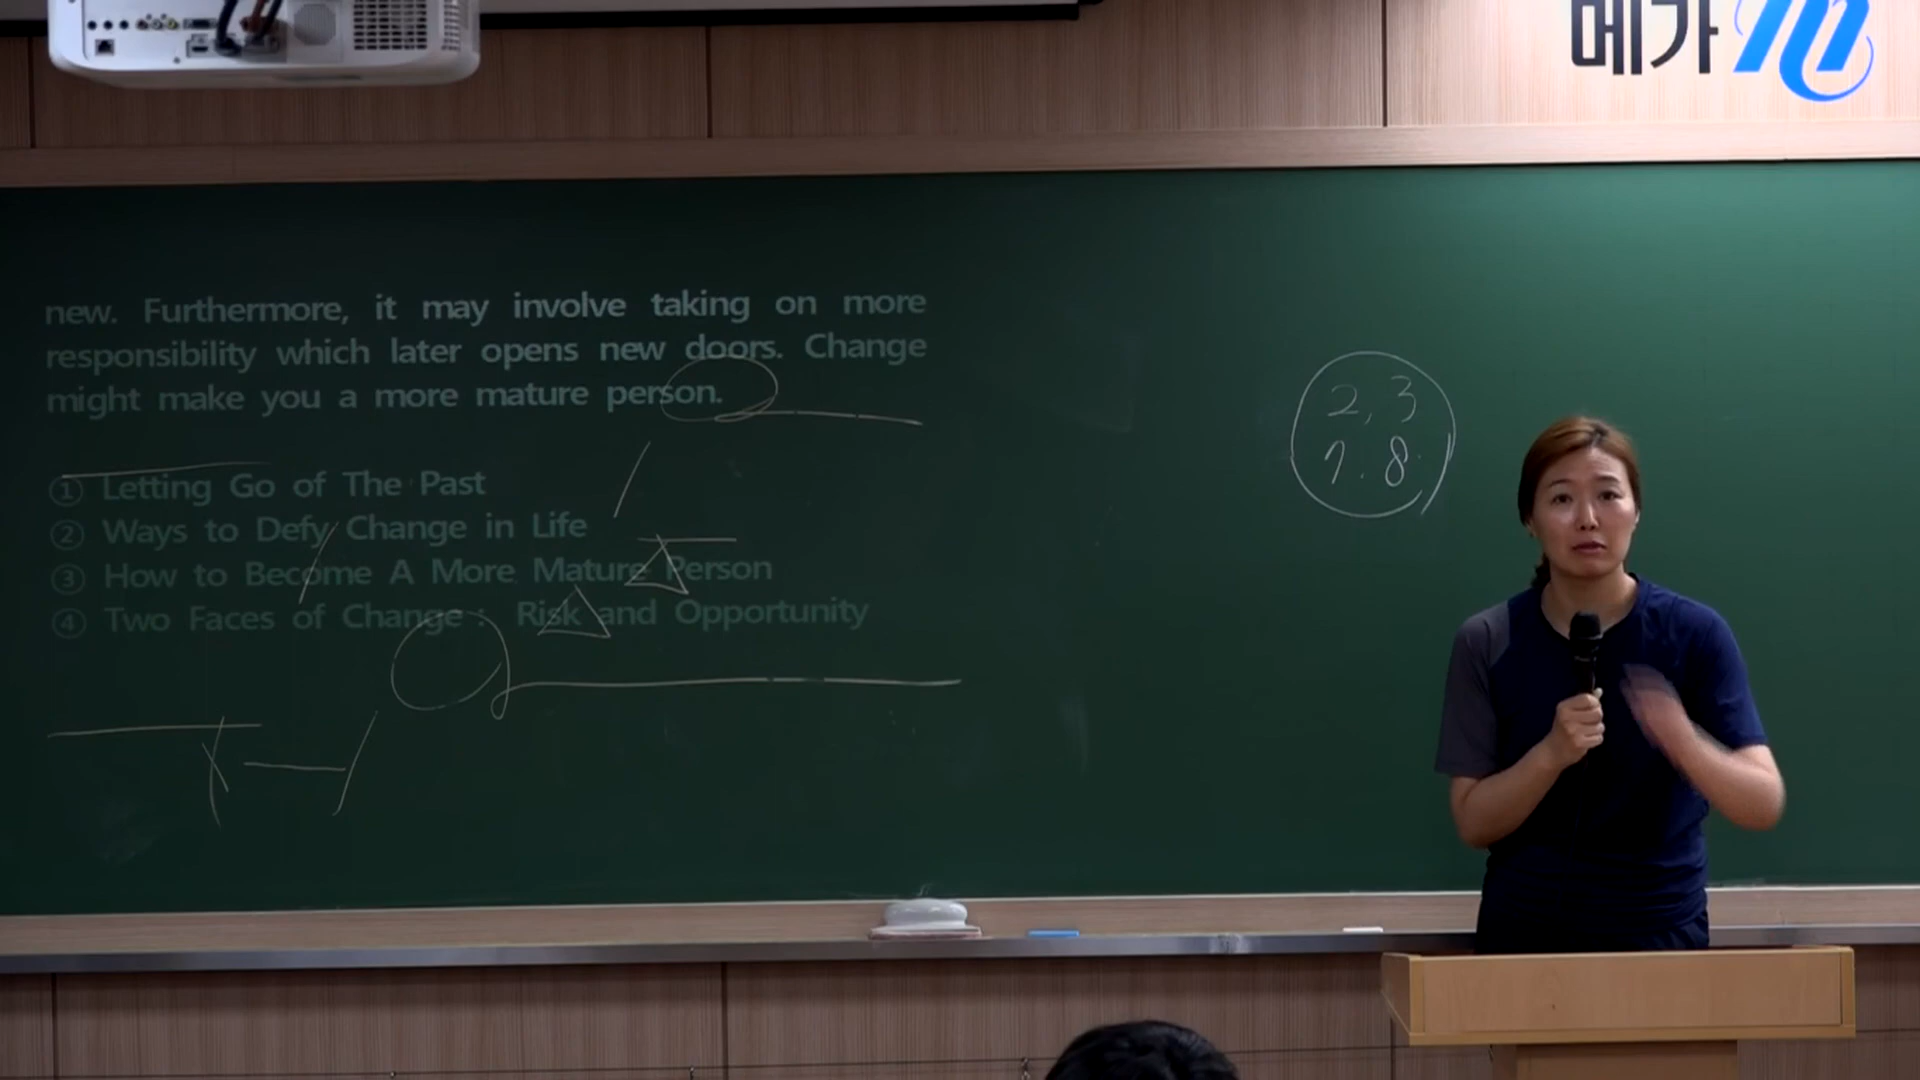 메가
new. Furthermore, it may involve taking on more
responsibility which later opens new doors. Change
might make you a more mature person.
① Letting Go of The Past
② Ways to Defy Change in Life
③ How to Become A More Mature Person
④ Two Faces of Change : Risk and Opportunity
2, 3
7. 8